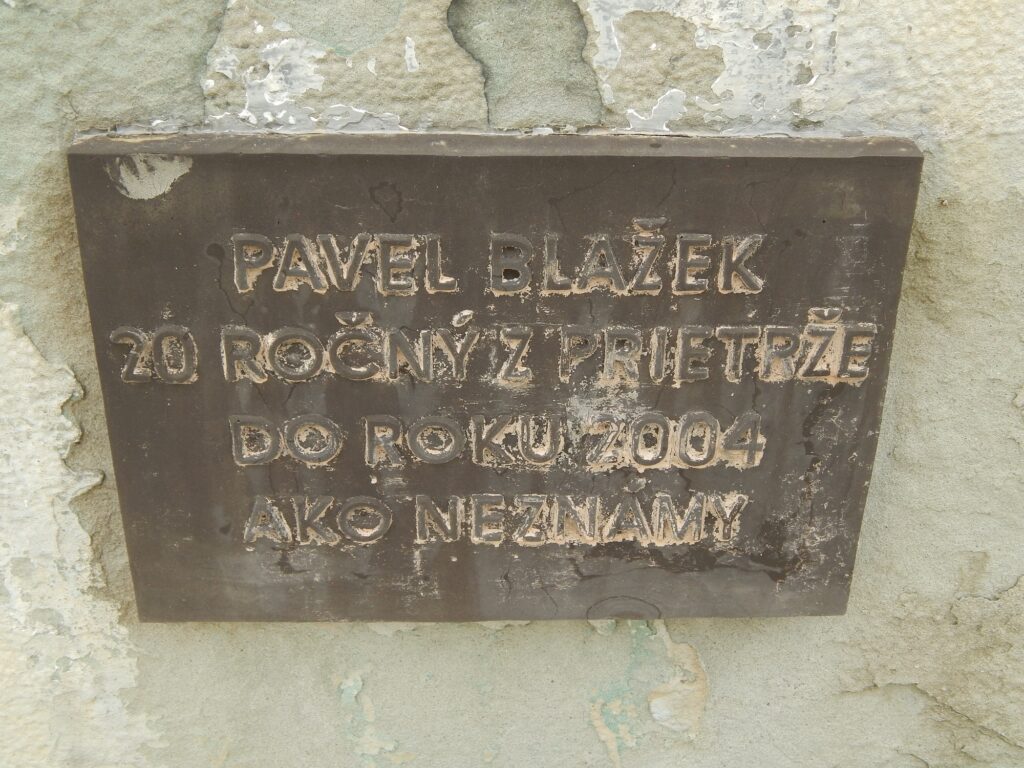 PAVEL BLAŽEK
20 ROČNÝ Z PRIETRŽE
DO ROKU 2004
AKO NEZNÁMY